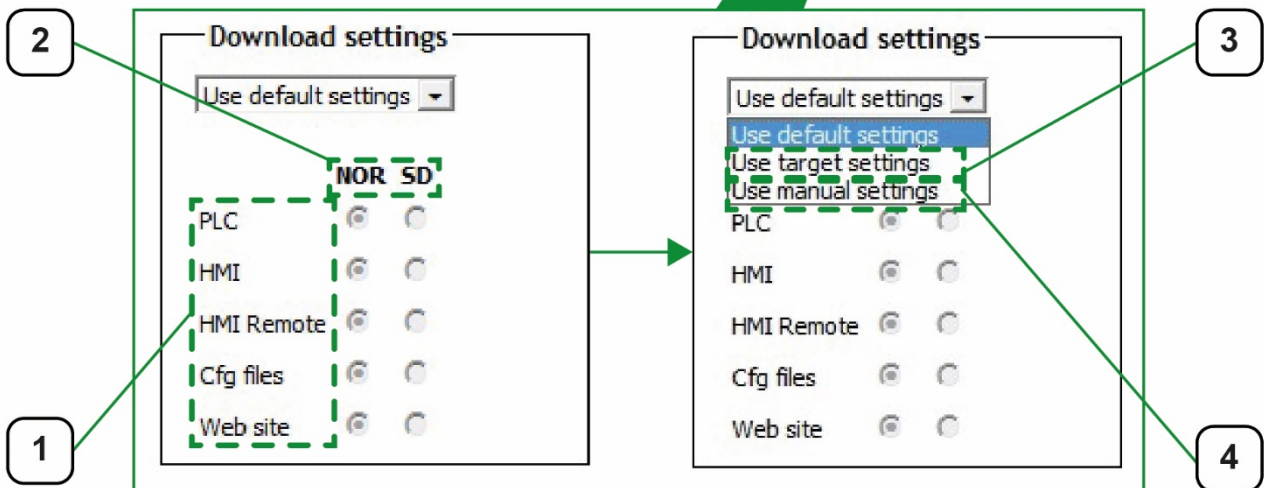 2
Download settings
Use default settings
NOR SD
PLC
HMI
HMI Remote
Cfg files
Web site
1
Download settings
Use default settings
Use default settings
Use target settings
Use manual settings
PLC
HMI
HMI Remote
Cfg files
Web site
3
4